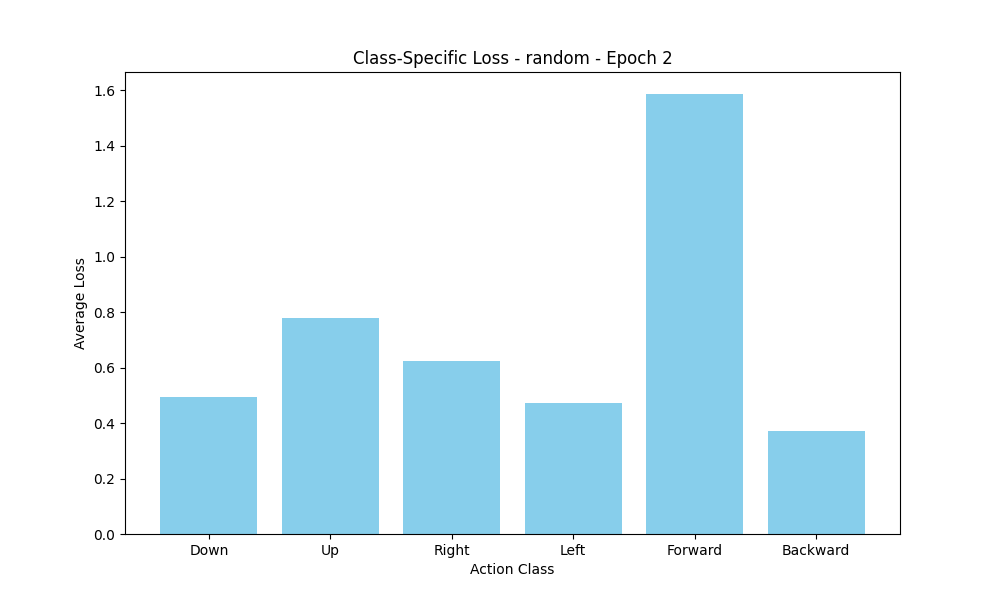 Class-Specific Loss - random - Epoch 2
1.6
1.4
1.2
1.0
0.8
0.6
0.4
0.2
0.0
Average Loss
Down Up Right Left Forward Backward
Action Class